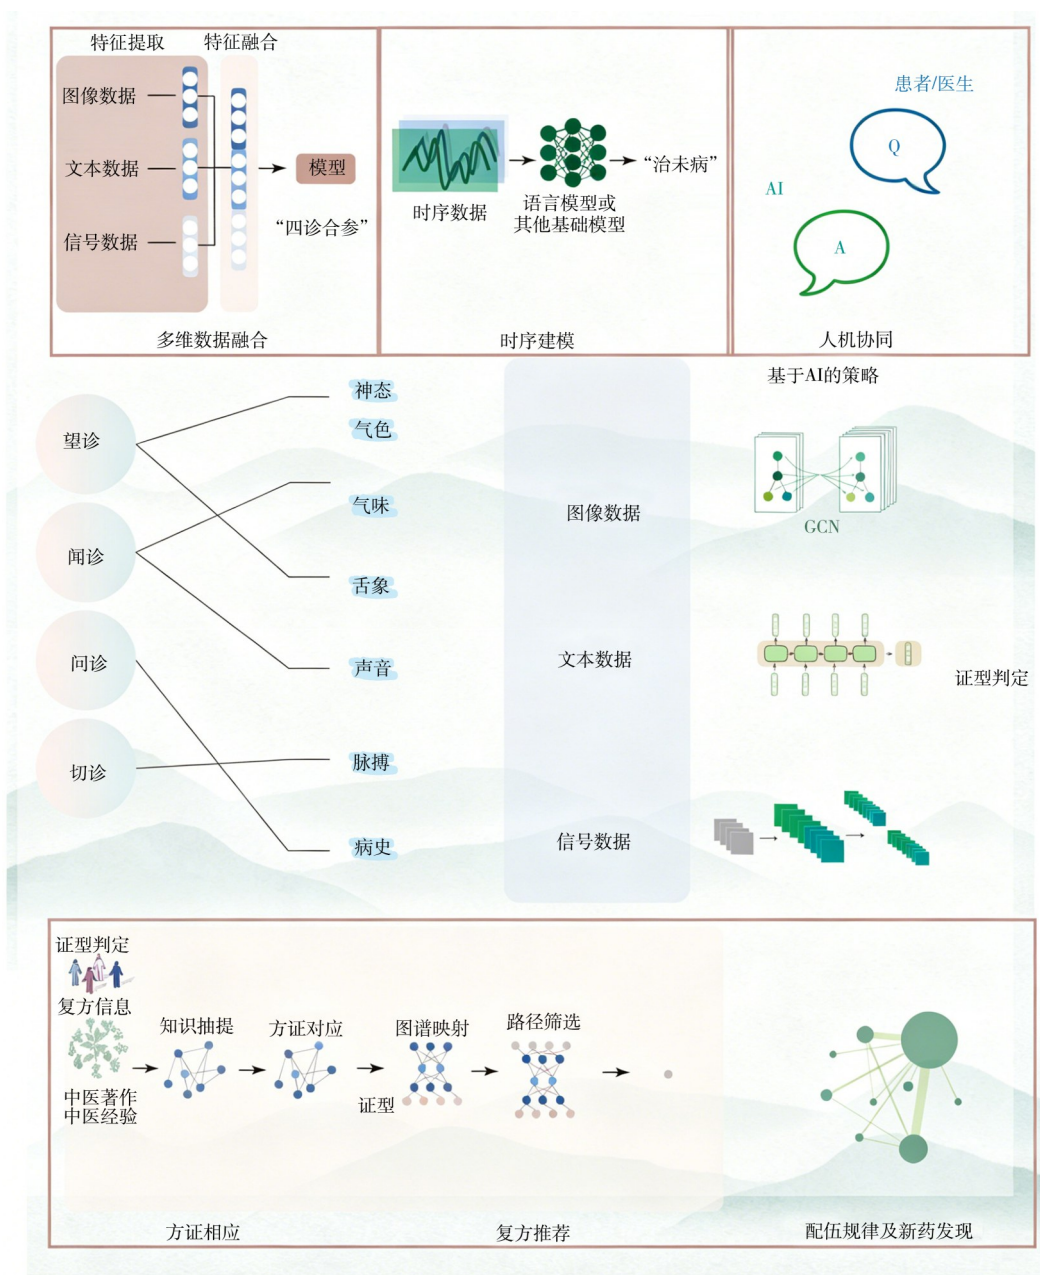 特征提取
特征融合
图像数据
文本数据
信号数据
模型
“四诊合参”
多维数据融合
时序数据
语言模型或
其他基础模型
“治未病”
时序建模
患者/医生
Q
AI
A
人机协同
基于AI的策略
望诊
闻诊
问诊
切诊
神态
气色
气味
舌象
声音
脉搏
病史
图像数据
文本数据
信号数据
GCN
证型判定
证型判定
复方信息
中医著作
中医经验
知识抽提
方证对应
图谱映射
证型
路径筛选
方证相应
复方推荐
配伍规律及新药发现